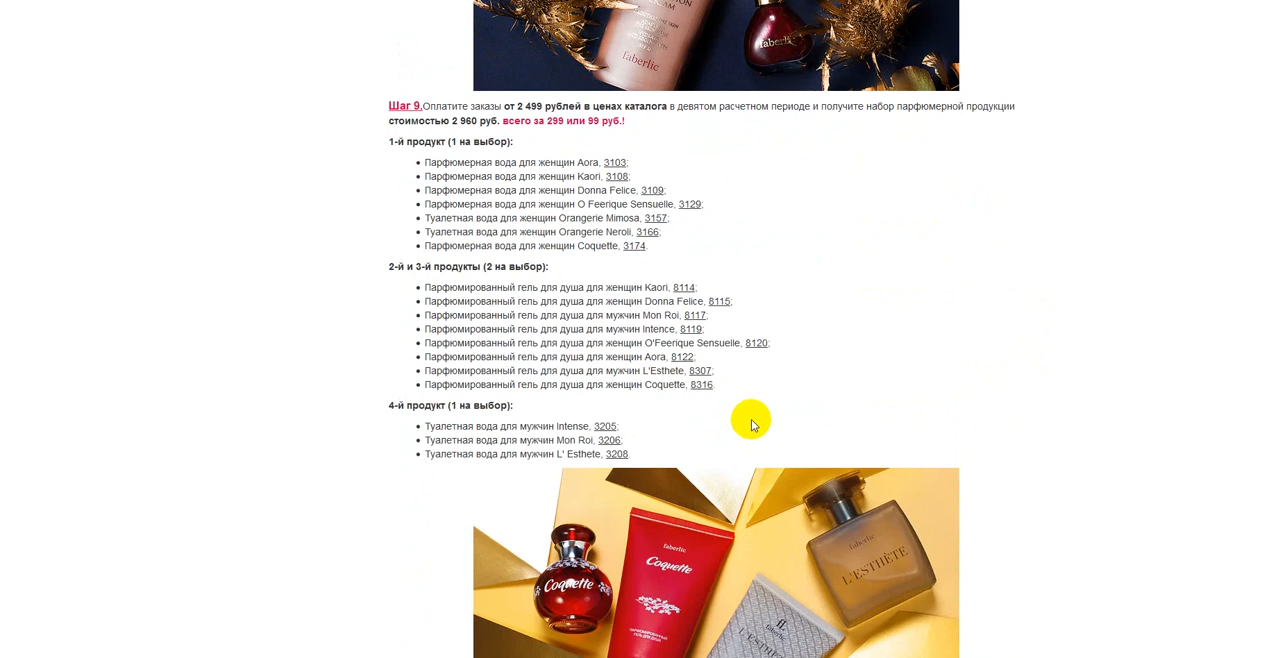 faberlic
faberlic
Шаг 9.Оплатите заказы от 2 499 рублей в ценах каталога в девятом расчетном периоде и получите набор парфюмерной продукции
стоимостью 2 960 руб. всего за 299 или 99 руб.!
1-й продукт (1 на выбор):
Парфюмерная вода для женщин Aora, 3103;
Парфюмерная вода для женщин Kaori, 3108;
Парфюмерная вода для женщин Donna Felice, 3109;
Парфюмерная вода для женщин O Feerique Sensuelle, 3129;
Туалетная вода для женщин Orangerie Mimosa, 3157;
Туалетная вода для женщин Orangerie Neroli, 3166;
Парфюмерная вода для женщин Coquette, 3174.
2-й и 3-й продукты (2 на выбор):
Парфюмированный гель для душа для женщин Kaori, 8114;
Парфюмированный гель для душа для женщин Donna Felice, 8115;
Парфюмированный гель для душа для мужчин Mon Roi, 8117;
Парфюмированный гель для душа для мужчин Intence, 8119;
Парфюмированный гель для душа для женщин O'Feerique Sensuelle, 8120;
Парфюмированный гель для душа для женщин Aora, 8122;
Парфюмированный гель для душа для мужчин L'Esthete, 8307;
Парфюмированный гель для душа для женщин Coquette, 8316.
4-й продукт (1 на выбор):
Туалетная вода для мужчин Intense, 3205;
Туалетная вода для мужчин Mon Roi, 3206;
Туалетная вода для мужчин L' Esthete, 3208.
faberlic
Coquette
Coquette
faberlic
L'ESTHÈTE
faberlic